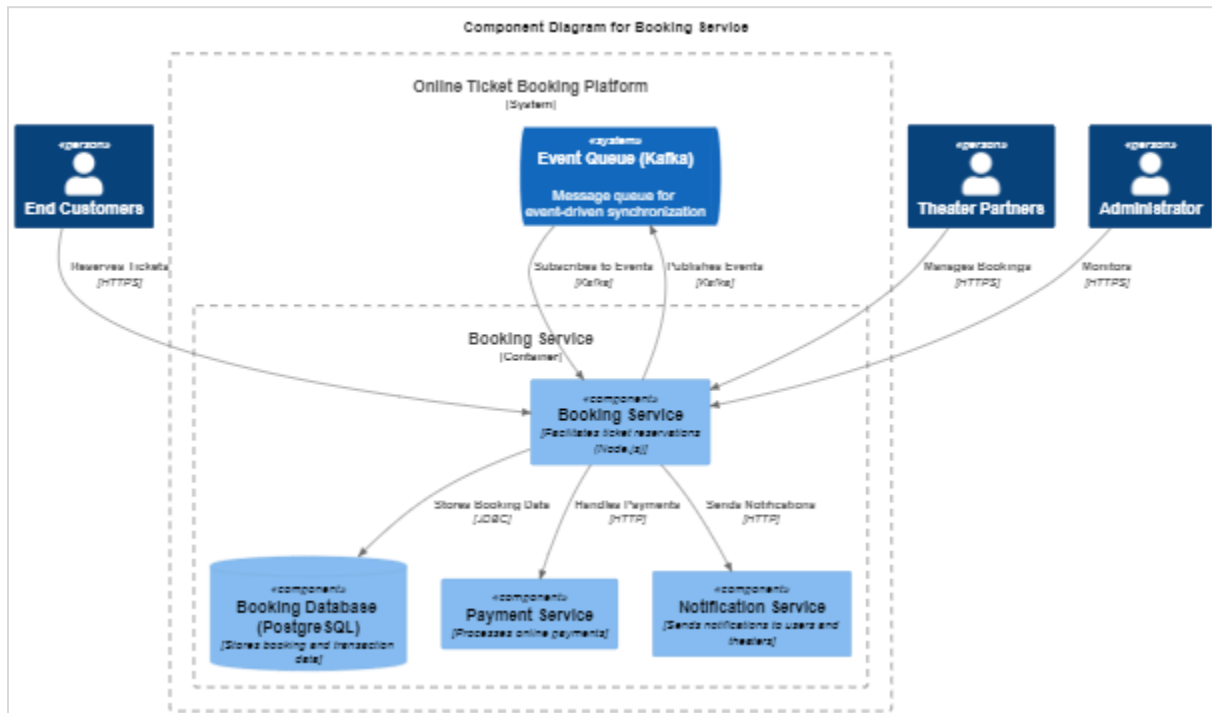 Component Diagram for Booking Service
Online Ticket Booking Platform
[System]
«person»
End Customers
«system»
Event Queue (Kafka)
Message queue for
event-driven synchronization
«person»
Theater Partners
«person»
Administrator
Reserves Tickets
[HTTPS]
Subscribes to Events
[Kafka]
Publishes Events
[Kafka]
Manages Bookings
[HTTPS]
Monitors
[HTTPS]
Booking Service
[Container]
«component»
Booking Service
[Facilitates ticket reservations
(Node.js)]
Stores Booking Data
[JDBC]
Handles Payments
[HTTP]
Sends Notifications
[HTTP]
«component»
Booking Database
(PostgreSQL)
[Stores booking and transaction
data]
«component»
Payment Service
[Processes online payments]
«component»
Notification Service
[Sends notifications to users and
theaters]